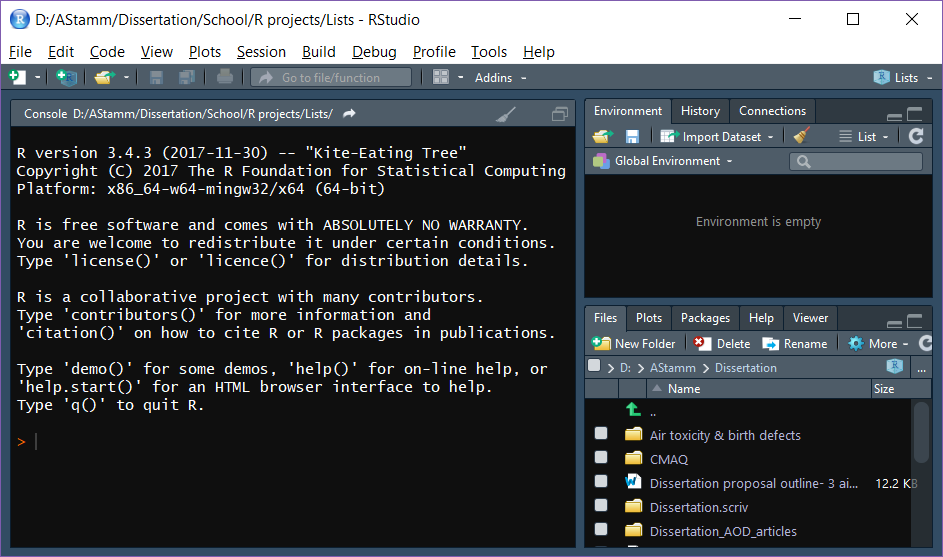 D:/AStamm/Dissertation/School/R projects/Lists - RStudio
File Edit Code View Plots Session Build Debug Profile Tools Help
Go to file/function Addins Lists
Console D:/AStamm/Dissertation/School/R projects/Lists/
R version 3.4.3 (2017-11-30) -- "Kite-Eating Tree"
Copyright (C) 2017 The R Foundation for Statistical Computing
Platform: x86_64-w64-mingw32/x64 (64-bit)
R is free software and comes with ABSOLUTELY NO WARRANTY.
You are welcome to redistribute it under certain conditions.
Type 'license()' or 'licence()' for distribution details.
R is a collaborative project with many contributors.
Type 'contributors()' for more information and
'citation()' on how to cite R or R packages in publications.
Type 'demo()' for some demos, 'help()' for on-line help, or
'help.start()' for an HTML browser interface to help.
Type 'q()' to quit R.
>
Environment History Connections
Import Dataset List
Global Environment
Environment is empty
Files Plots Packages Help Viewer
New Folder Delete Rename More
D: > AStamm > Dissertation ...
Name Size
..
Air toxicity & birth defects
CMAQ
Dissertation proposal outline- 3 ai... 12.2 KB
Dissertation.scriv
Dissertation_AOD_articles